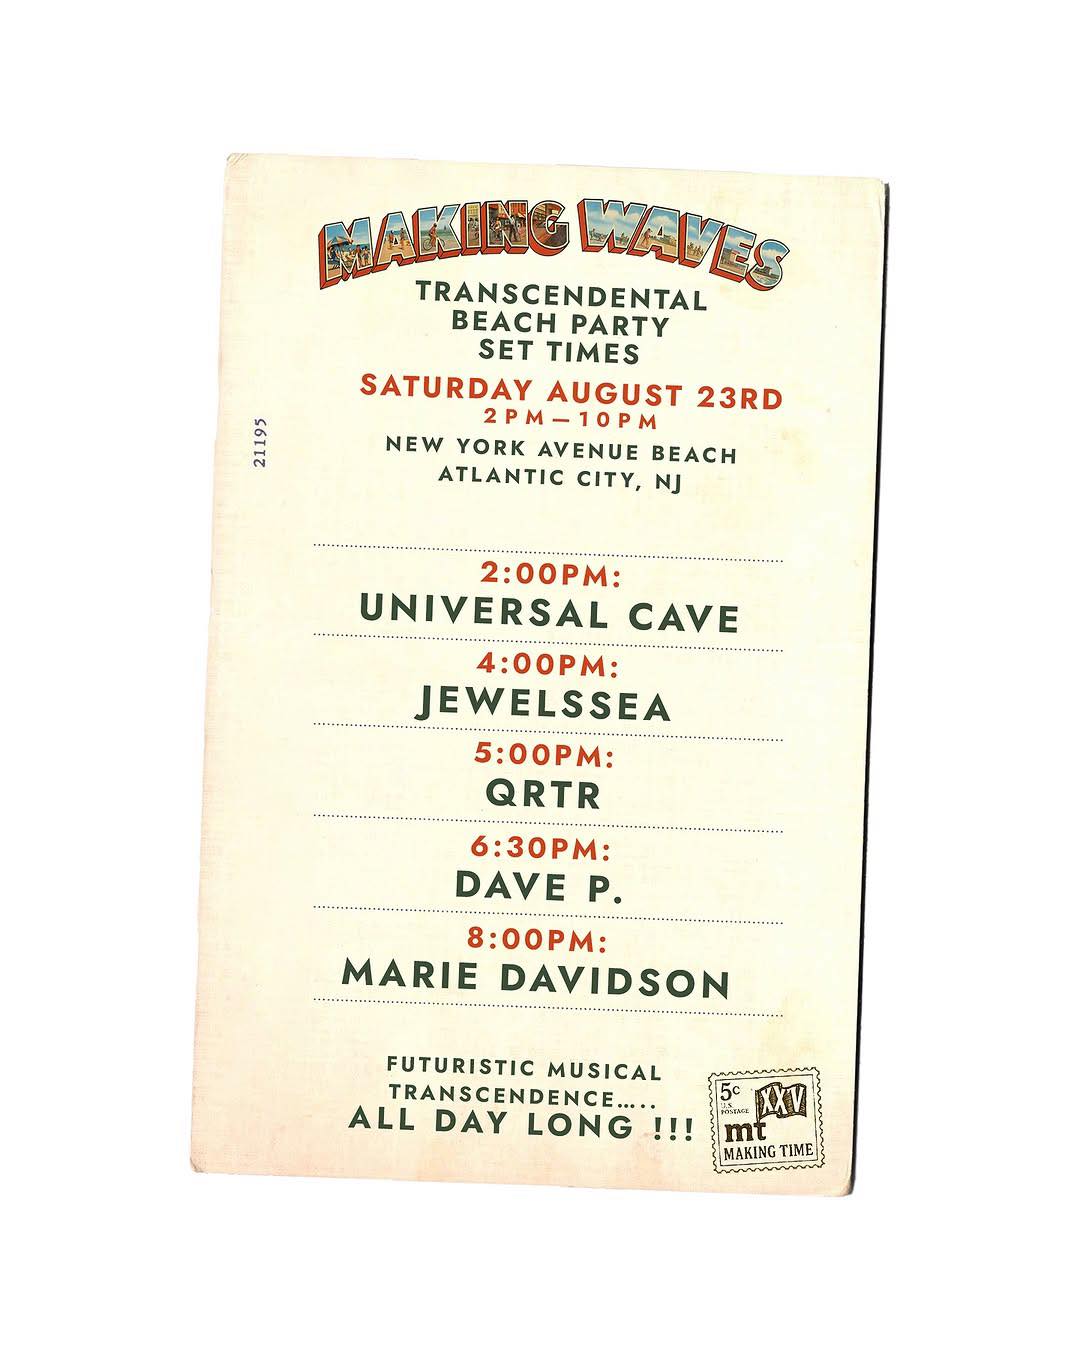 MAKING WAVES
TRANSCENDENTAL
BEACH PARTY
SET TIMES
SATURDAY AUGUST 23RD
2PM—10PM
NEW YORK AVENUE BEACH
ATLANTIC CITY, NJ
21195
2:00PM:
UNIVERSAL CAVE
4:00PM:
JEWELSSEA
5:00PM:
QRTR
6:30PM:
DAVE P.
8:00PM:
MARIE DAVIDSON
FUTURISTIC MUSICAL
TRANSCENDENCE.....
ALL DAY LONG !!!
5c
U.S.
POSTAGE
XXV
mt
MAKING TIME